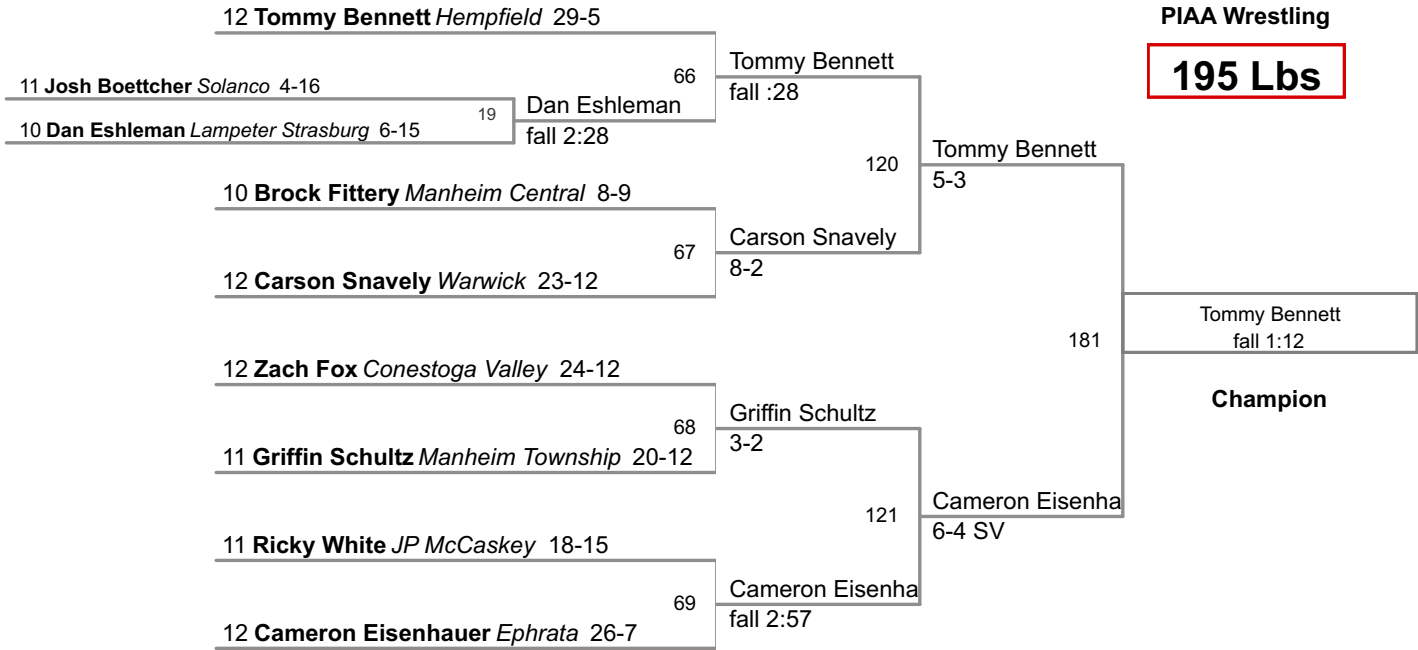 12 Tommy Bennett Hempfield 29-5
PIAA Wrestling
195 Lbs
66
Tommy Bennett
fall :28
11 Josh Boettcher Solanco 4-16
19
Dan Eshleman
fall 2:28
10 Dan Eshleman Lampeter Strasburg 6-15
120
Tommy Bennett
5-3
10 Brock Fittery Manheim Central 8-9
67
Carson Snavely
8-2
12 Carson Snavely Warwick 23-12
181
Tommy Bennett
fall 1:12
Champion
12 Zach Fox Conestoga Valley 24-12
68
Griffin Schultz
3-2
11 Griffin Schultz Manheim Township 20-12
121
Cameron Eisenha
6-4 SV
11 Ricky White JP McCaskey 18-15
69
Cameron Eisenha
fall 2:57
12 Cameron Eisenhauer Ephrata 26-7